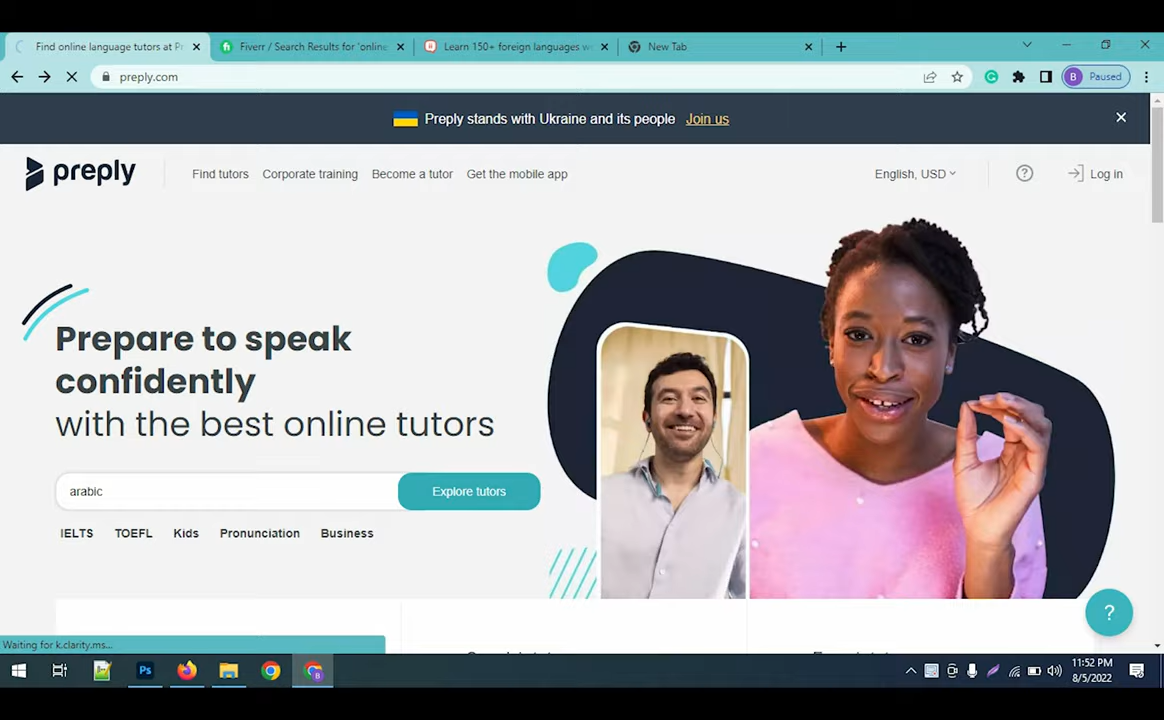 Find online language tutors at Pr
Fiverr / Search Results for 'online
Learn 150+ foreign languages w
New Tab
preply.com
B
Paused
Preply stands with Ukraine and its people
Join us
preply
Find tutors
Corporate training
Become a tutor
Get the mobile app
English, USD
?
Log in
Prepare to speak
confidently
with the best online tutors
arabic
Explore tutors
IELTS
TOEFL
Kids
Pronunciation
Business
?
Waiting for k.clarity.ms...
Ps
11:52 PM
8/5/2022